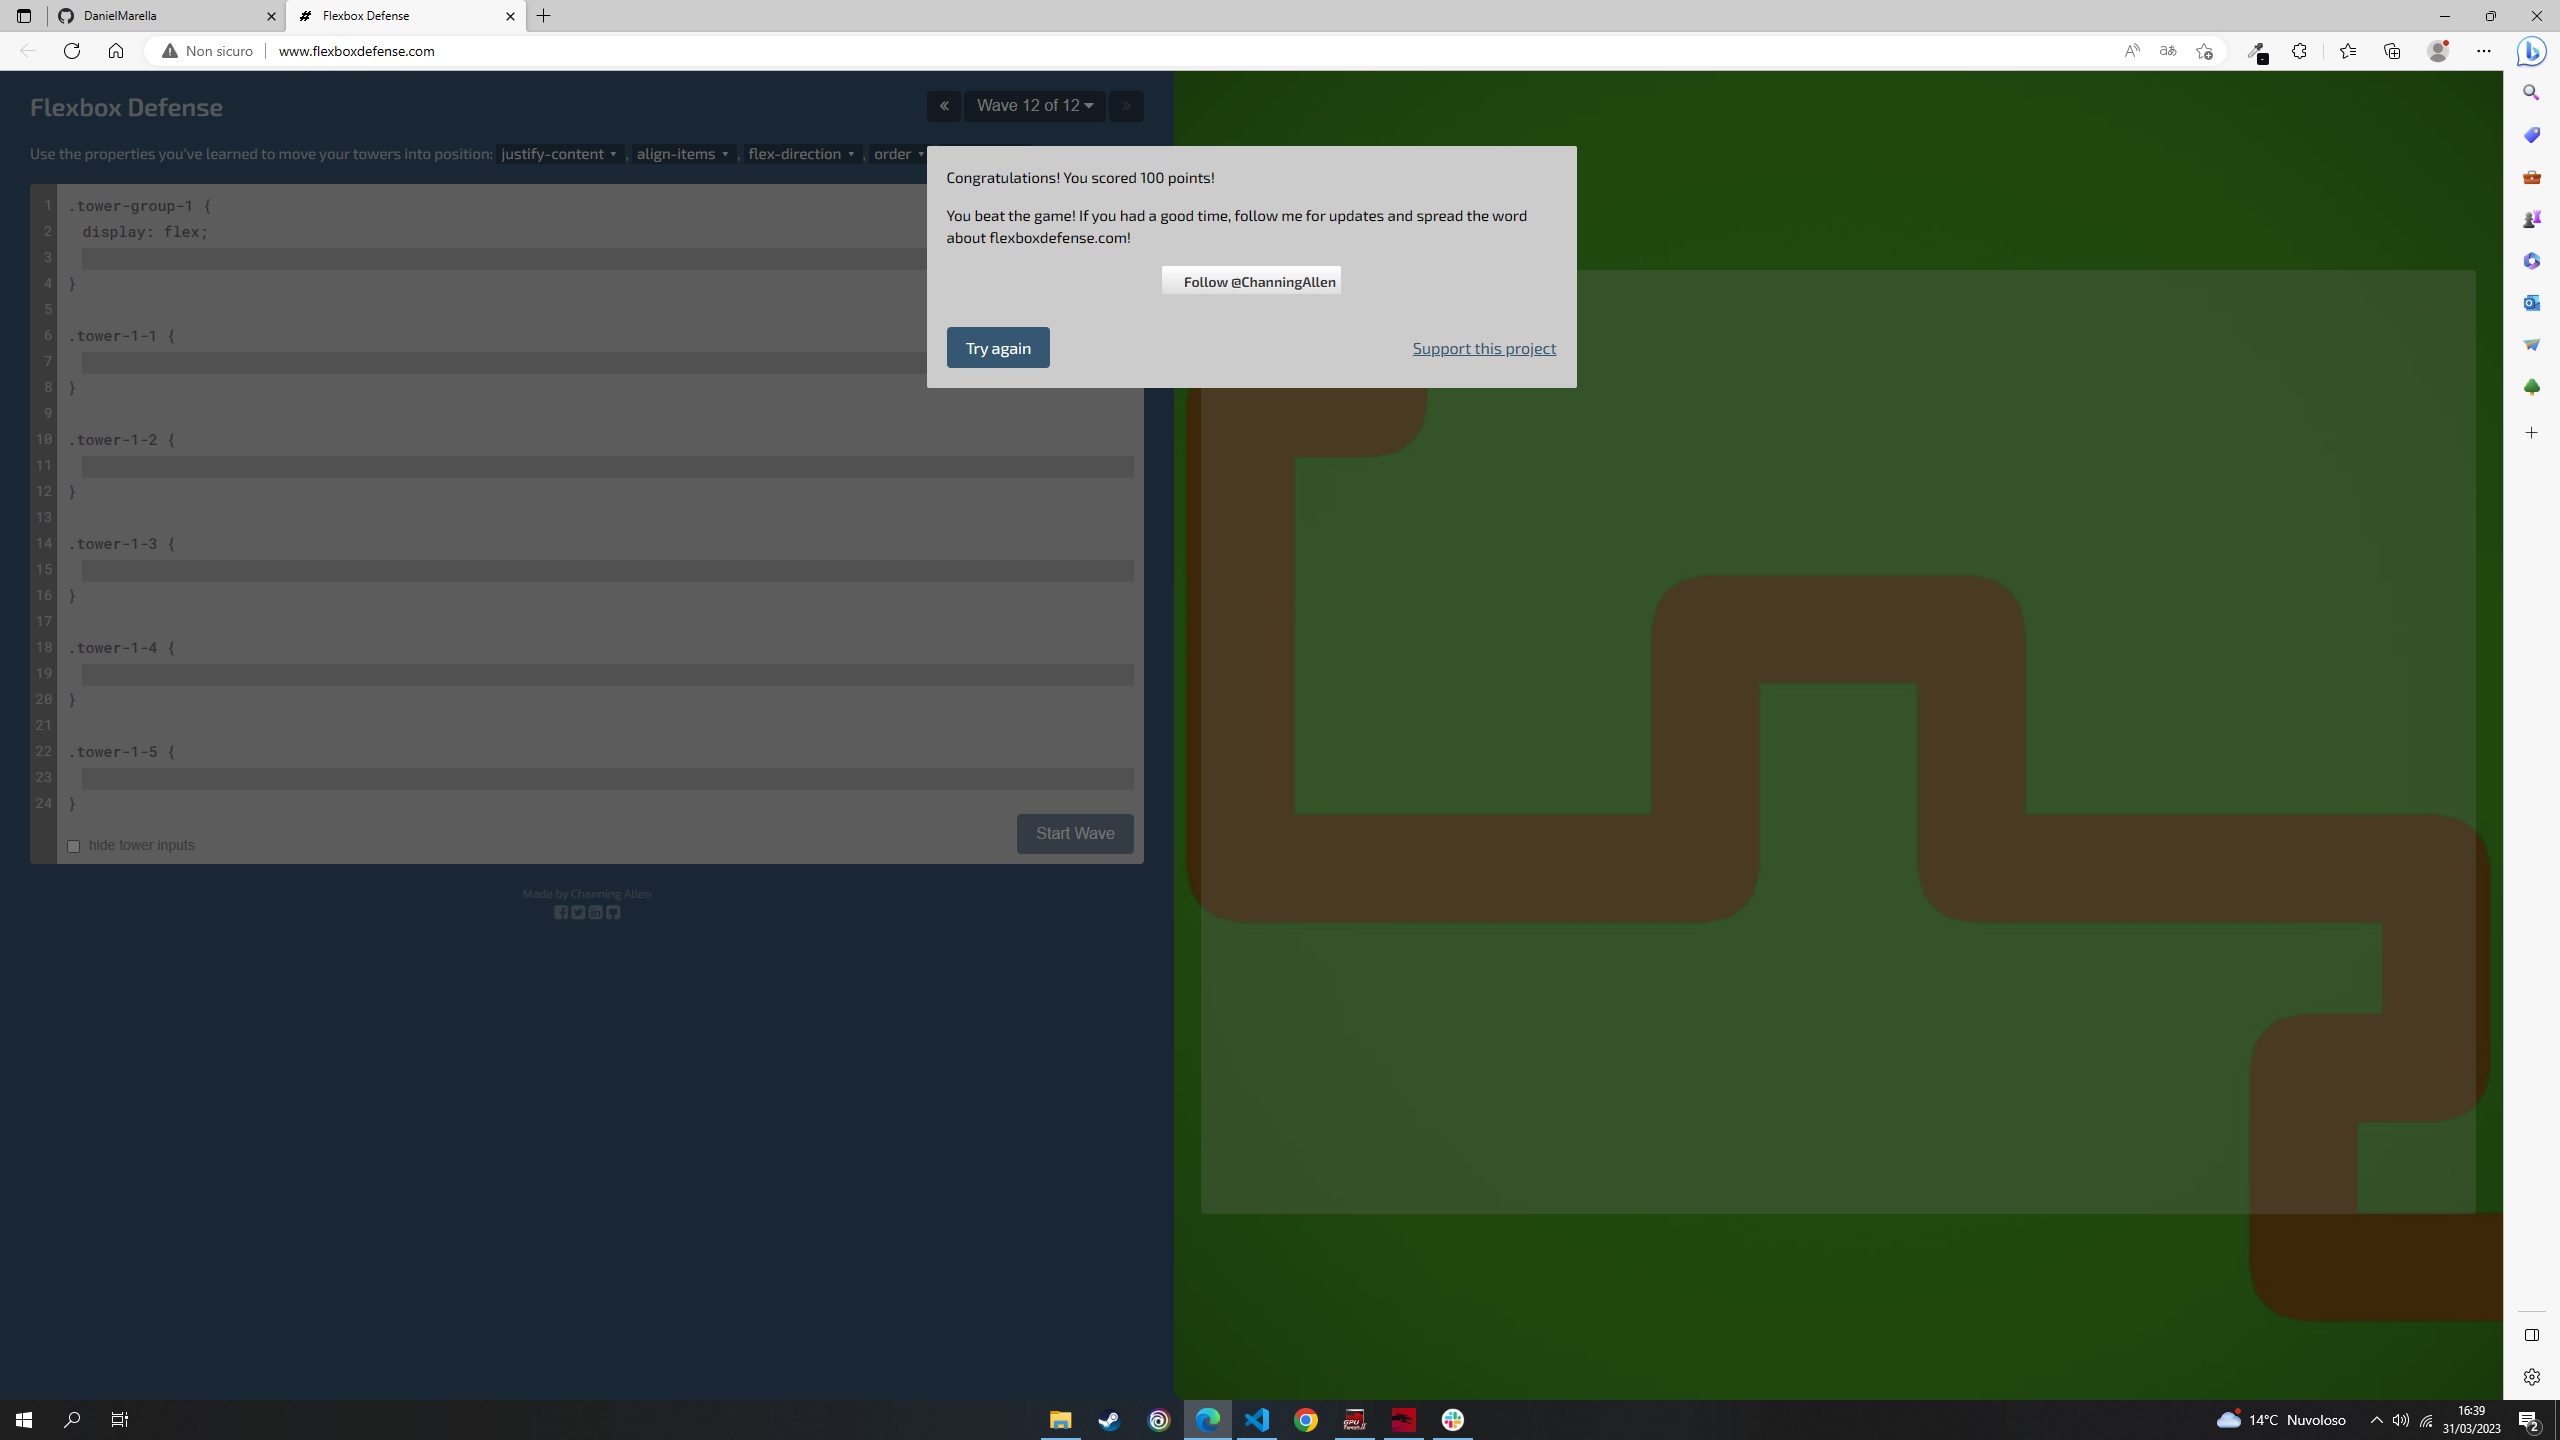 DanielMarella
Flexbox Defense
Non sicuro
www.flexboxdefense.com
Flexbox Defense
Wave 12 of 12
Use the properties you've learned to move your towers into position: justify-content , align-items , flex-direction , order
1 .tower-group-1 {
2 display: flex;
3
4 }
5
6 .tower-1-1 {
7
8 }
9
10 .tower-1-2 {
11
12 }
13
14 .tower-1-3 {
15
16 }
17
18 .tower-1-4 {
19
20 }
21
22 .tower-1-5 {
23
24 }
hide tower inputs
Start Wave
Made by Channing Allen
Congratulations! You scored 100 points!
You beat the game! If you had a good time, follow me for updates and spread the word
about flexboxdefense.com!
Follow @ChanningAllen
Try again
Support this project
14°C Nuvoloso
16:39
31/03/2023
2